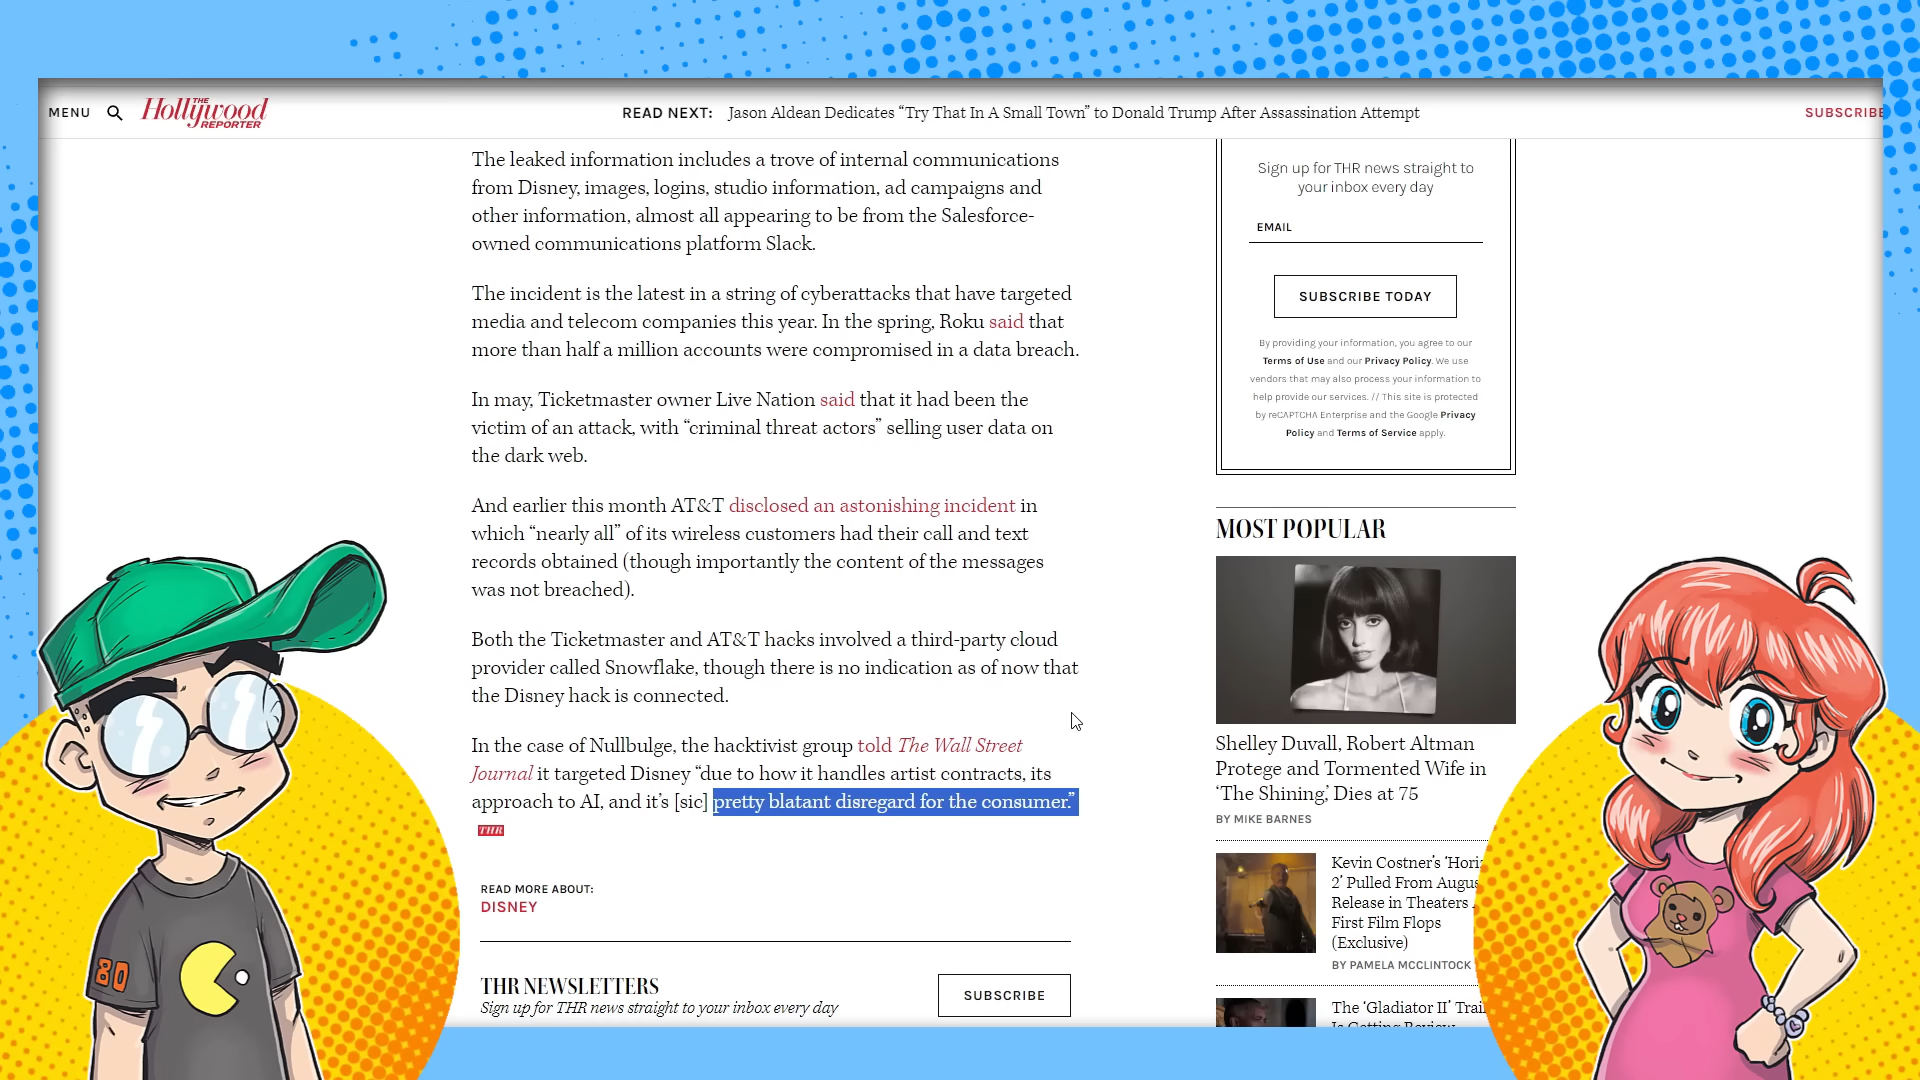 MENU
THE
Hollywood
REPORTER
READ NEXT: Jason Aldean Dedicates “Try That In A Small Town” to Donald Trump After Assassination Attempt
SUBSCRIBE
The leaked information includes a trove of internal communications
from Disney, images, logins, studio information, ad campaigns and
other information, almost all appearing to be from the Salesforce-
owned communications platform Slack.
The incident is the latest in a string of cyberattacks that have targeted
media and telecom companies this year. In the spring, Roku said that
more than half a million accounts were compromised in a data breach.
In may, Ticketmaster owner Live Nation said that it had been the
victim of an attack, with “criminal threat actors” selling user data on
the dark web.
And earlier this month AT&T disclosed an astonishing incident in
which “nearly all” of its wireless customers had their call and text
records obtained (though importantly the content of the messages
was not breached).
Both the Ticketmaster and AT&T hacks involved a third-party cloud
provider called Snowflake, though there is no indication as of now that
the Disney hack is connected.
In the case of Nullbulge, the hacktivist group told The Wall Street
Journal it targeted Disney “due to how it handles artist contracts, its
approach to AI, and it’s [sic] pretty blatant disregard for the consumer.”
THR
READ MORE ABOUT:
DISNEY
THR NEWSLETTERS
Sign up for THR news straight to your inbox every day
SUBSCRIBE
Sign up for THR news straight to
your inbox every day
EMAIL
SUBSCRIBE TODAY
By providing your information, you agree to our
Terms of Use and our Privacy Policy. We use
vendors that may also process your information to
help provide our services. // This site is protected
by reCAPTCHA Enterprise and the Google Privacy
Policy and Terms of Service apply.
MOST POPULAR
Shelley Duvall, Robert Altman
Protege and Tormented Wife in
‘The Shining,’ Dies at 75
BY MIKE BARNES
Kevin Costner’s ‘Horiz
2’ Pulled From Augus
Release in Theaters
First Film Flops
(Exclusive)
BY PAMELA MCCLINTOCK
The ‘Gladiator II’ Trail
Is Getting Review
80